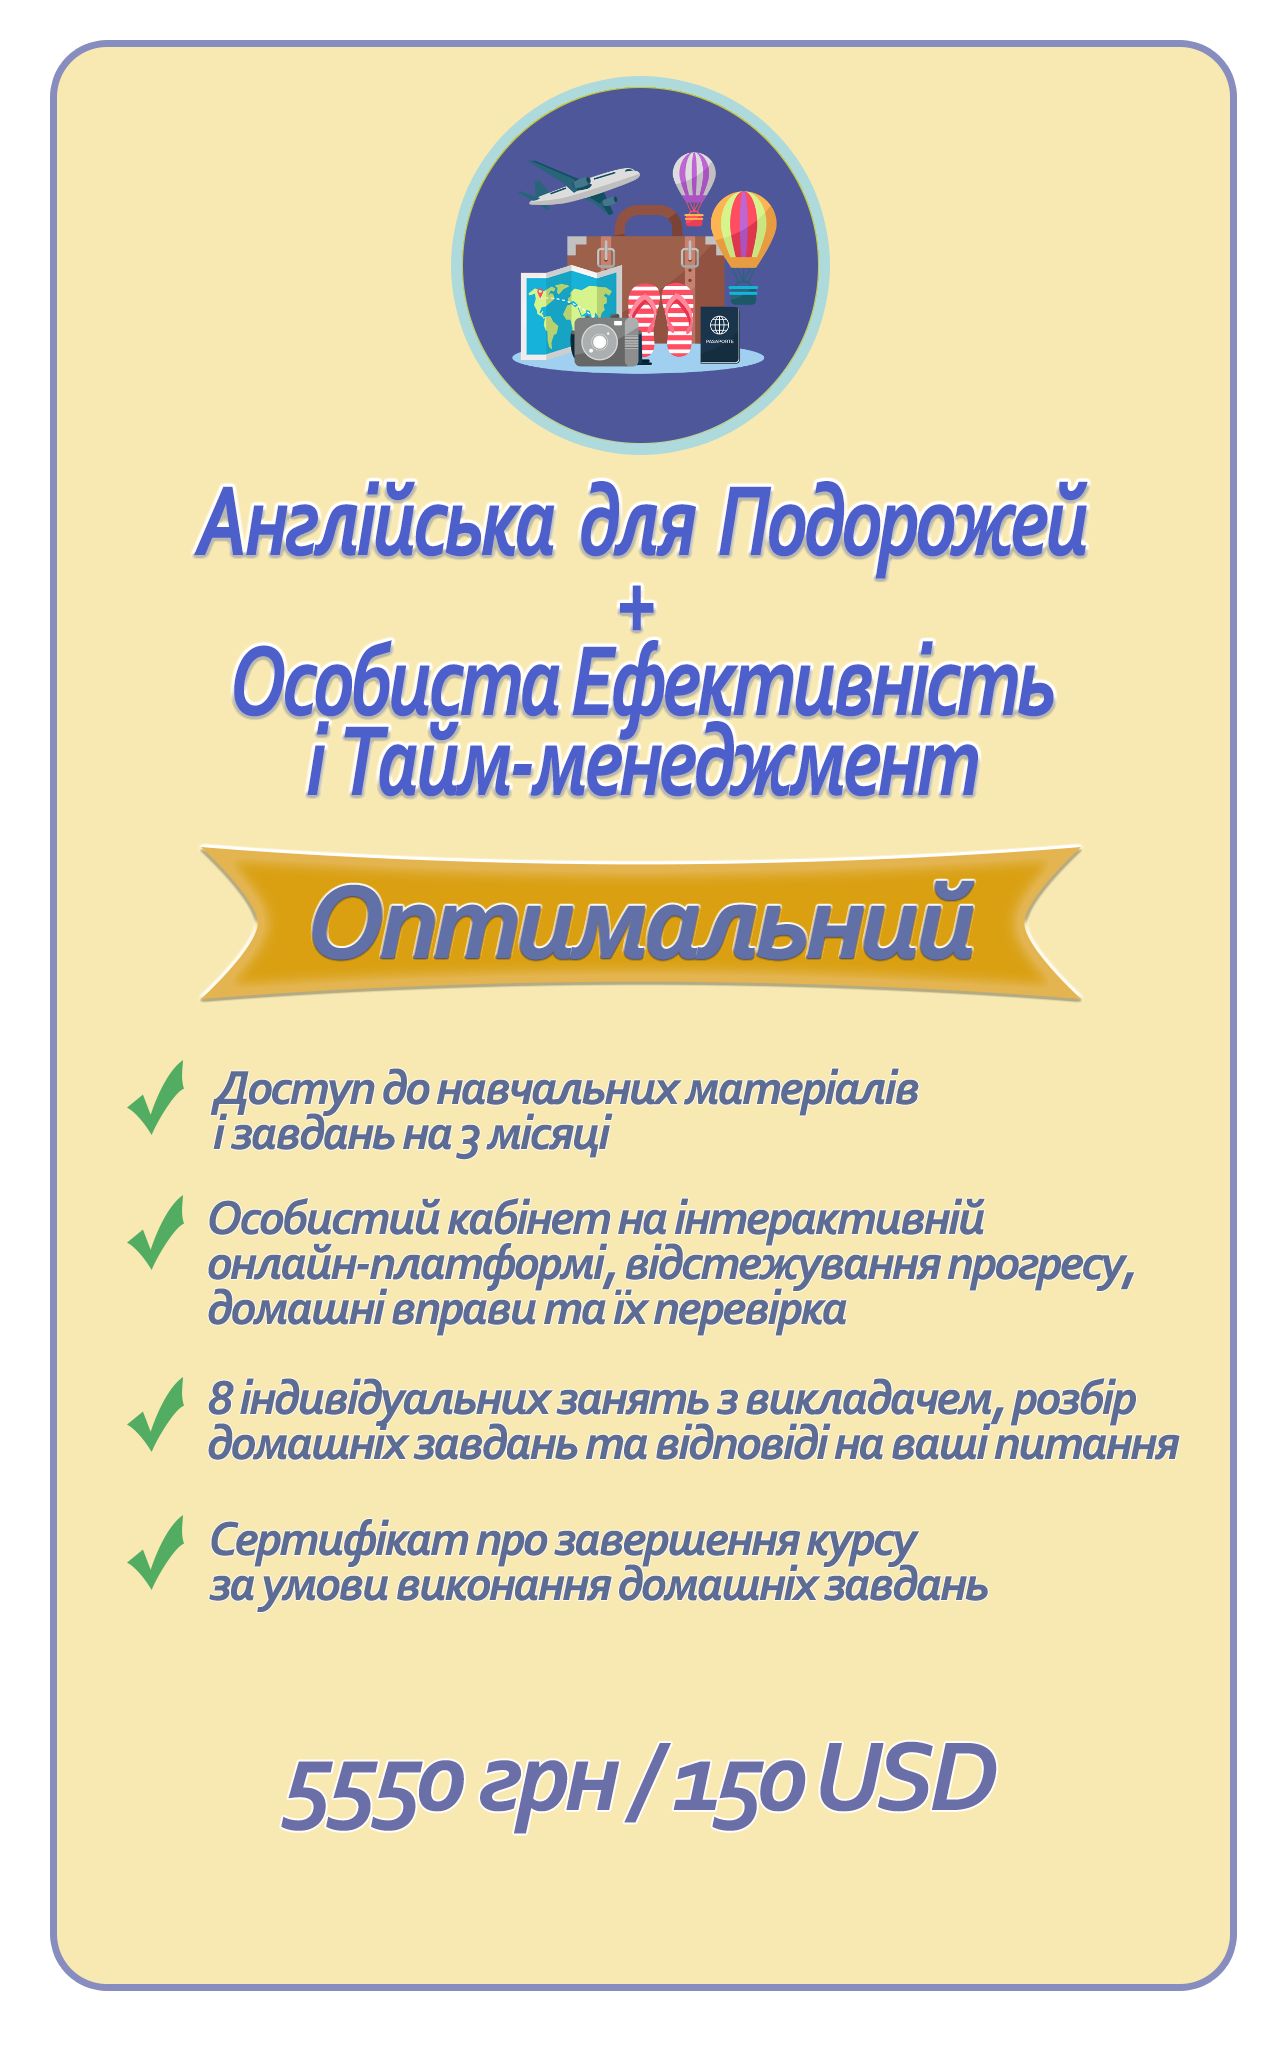 PASAPORTE
Англійська для Подорожей
+
Особиста Ефективність
і Тайм-менеджмент
Оптимальний
Доступ до навчальних матеріалів
і завдань на 3 місяці
Особистий кабінет на інтерактивній
онлайн-платформі, відстежування прогресу,
домашні вправи та їх перевірка
8 індивідуальних занять з викладачем, розбір
домашніх завдань та відповіді на ваші питання
Сертифікат про завершення курсу
за умови виконання домашніх завдань
5550 грн / 150 USD